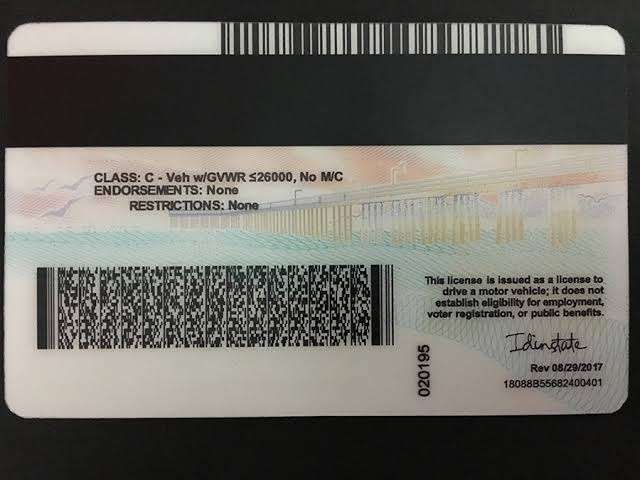 CLASS: C - Veh w/GVWR ≤26000, No M/C
ENDORSEMENTS: None
RESTRICTIONS: None
This license is issued as a license to
drive a motor vehicle; it does not
establish eligibility for employment,
voter registration, or public benefits.
Idinstate
020195
Rev 08/29/2017
18088B55682400401